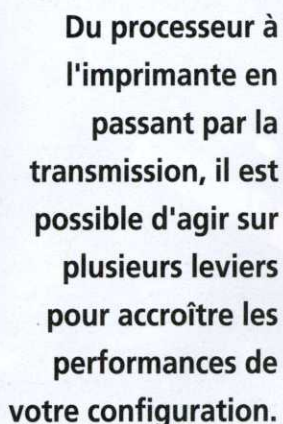 Du processeur à
l'imprimante en
passant par la
transmission, il est
possible d'agir sur
plusieurs leviers
pour accroître les
performances de
votre configuration.